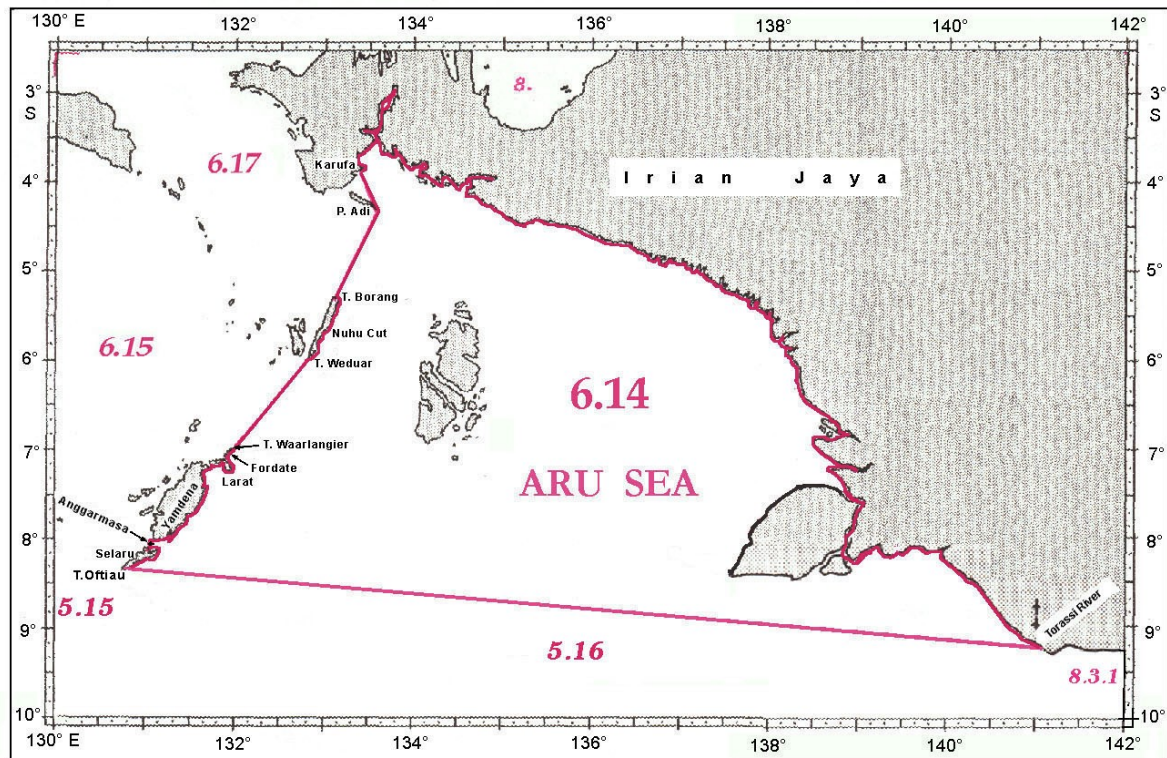 130° E
132°
134°
136°
138°
140°
142°
3°
S
4°
5°
6°
7°
8°
9°
10°
3°
S
4°
5°
6°
7°
8°
9°
10°
130° E
132°
134°
136°
138°
140°
142°
8.
6.17
Karufa
Irian Jaya
P. Adi
T. Borang
Nuhu Cut
6.15
T. Weduar
6.14
T. Waarlangier
Fordate
Larat
ARU SEA
Yamdena
Anggarmasa
Selaru
T.Oftiau
5.15
5.16
Torassi River
8.3.1